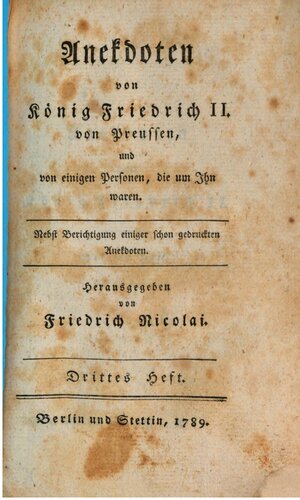 Anekdoten
von
König Friedrich II.
von Preussen,
und
von einigen Personen, die um Ihn
waren.
Nebst Berichtigung einiger schon gedruckten
Anekdoten.
Herausgegeben
von
Friedrich Nicolai.
Drittes Heft.
Berlin und Stettin, 1789.